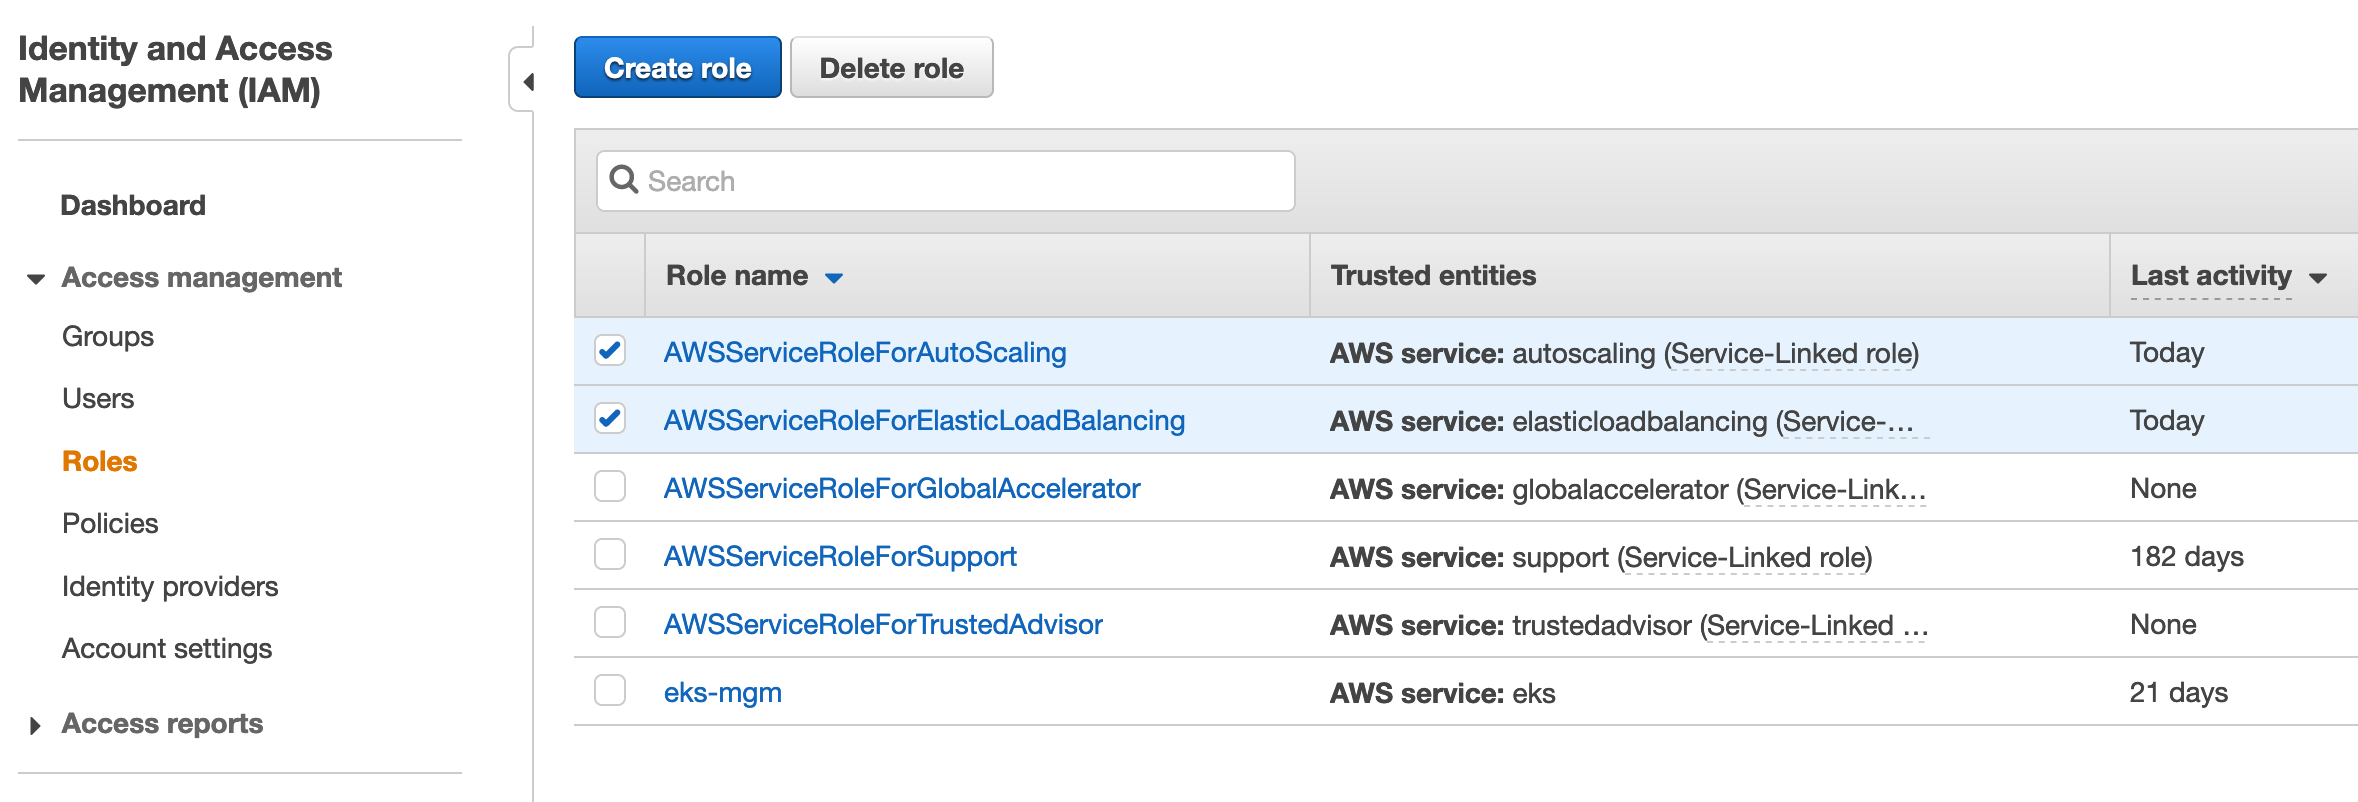 Identity and Access
Management (IAM)
Dashboard
Access management
Groups
Users
Roles
Policies
Identity providers
Account settings
Access reports
Create role Delete role
Search
Role name Trusted entities Last activity
AWSServiceRoleForAutoScaling AWS service: autoscaling (Service-Linked role) Today
AWSServiceRoleForElasticLoadBalancing AWS service: elasticloadbalancing (Service-... Today
AWSServiceRoleForGlobalAccelerator AWS service: globalaccelerator (Service-Link... None
AWSServiceRoleForSupport AWS service: support (Service-Linked role) 182 days
AWSServiceRoleForTrustedAdvisor AWS service: trustedadvisor (Service-Linked ... None
eks-mgm AWS service: eks 21 days